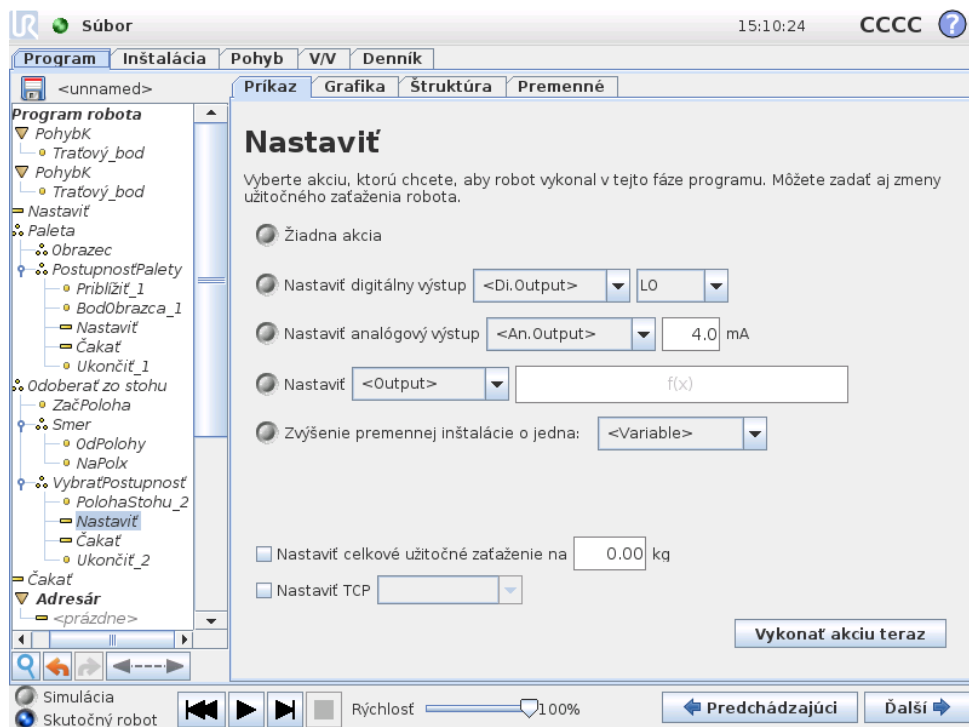 UR Súbor 15:10:24 CCCC ?
Program Inštalácia Pohyb V/V Denník
<unnamed>
Príkaz Grafika Štruktúra Premenné
Program robota
PohybK
Traťový_bod
PohybK
Traťový_bod
Nastaviť
Paleta
Obrazec
PostupnosťPalety
Priblížiť_1
BodObrazca_1
Nastaviť
Čakať
Ukončiť_1
Odoberať zo stohu
ZačPoloha
Smer
OdPolohy
NaPolx
VybraťPostupnosť
PolohaStohu_2
Nastaviť
Čakať
Ukončiť_2
Čakať
Adresár
<prázdne>
Nastaviť
Vyberte akciu, ktorú chcete, aby robot vykonal v tejto fáze programu. Môžete zadať aj zmeny
užitočného zaťaženia robota.
Žiadna akcia
Nastaviť digitálny výstup <Di.Output> LO
Nastaviť analógový výstup <An.Output> 4.0 mA
Nastaviť <Output> f(x)
Zvýšenie premennej inštalácie o jedna: <Variable>
Nastaviť celkové užitočné zaťaženie na 0.00 kg
Nastaviť TCP
Vykonať akciu teraz
Simulácia
Skutočný robot
Rýchlosť 100%
Predchádzajúci Ďalší